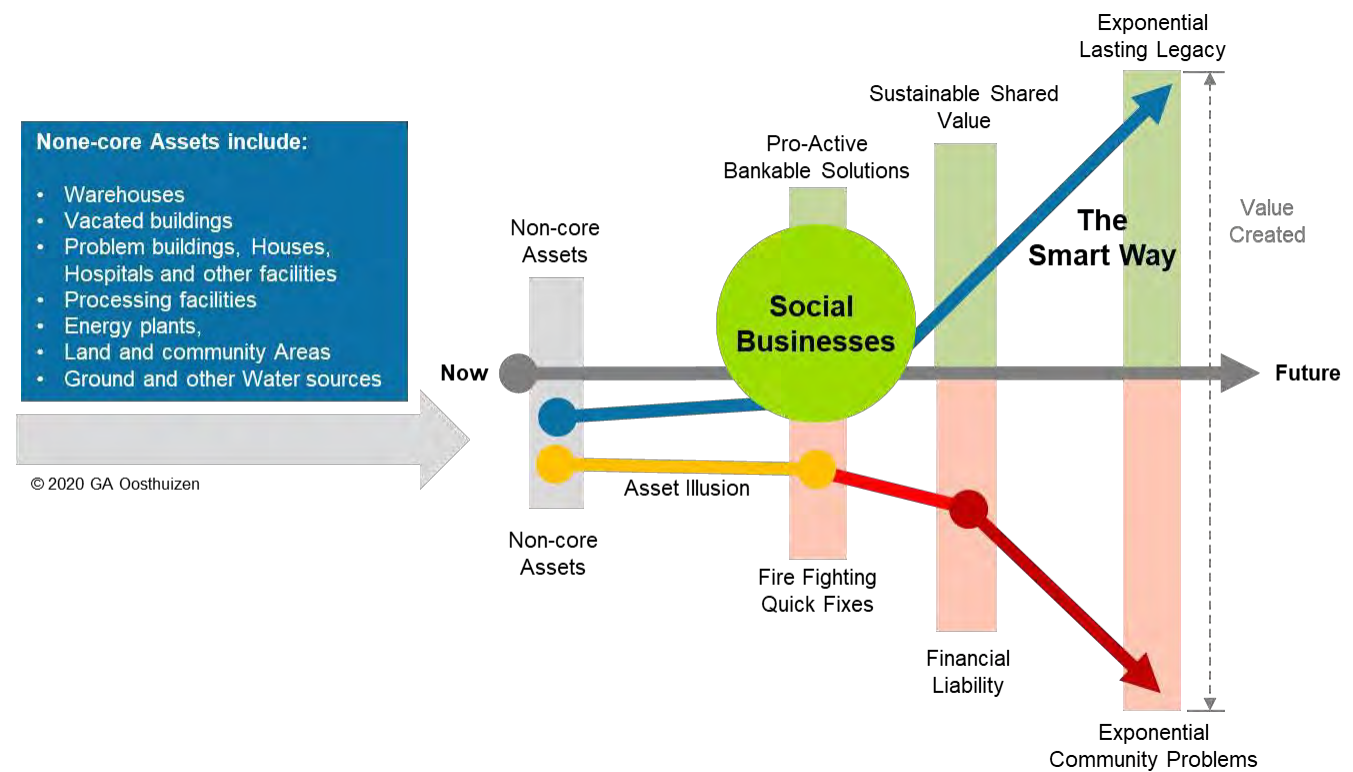 None-core Assets include:
• Warehouses
• Vacated buildings
• Problem buildings, Houses,
Hospitals and other facilities
• Processing facilities
• Energy plants,
• Land and community Areas
• Ground and other Water sources
© 2020 GA Oosthuizen
Now
Non-core
Assets
Non-core
Assets
Asset Illusion
Pro-Active
Bankable Solutions
Social
Businesses
Fire Fighting
Quick Fixes
Sustainable Shared
Value
Financial
Liability
Exponential
Lasting Legacy
The
Smart Way
Value
Created
Future
Exponential
Community Problems